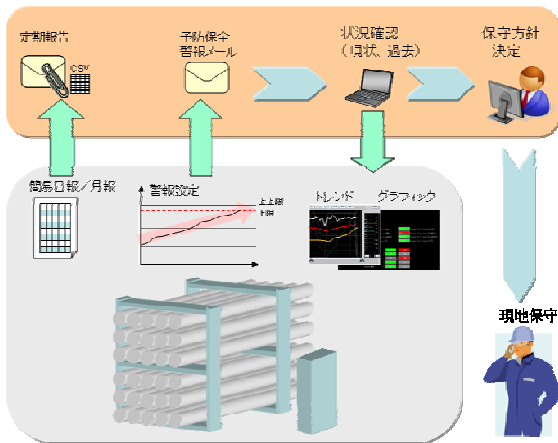 定期報告
CSV
予防保全
警報メール
状況確認
（現状、過去）
保守方針
決定
簡易日報／月報
警報設定
上上限
上限
トレンド
グラフィック
現地保守